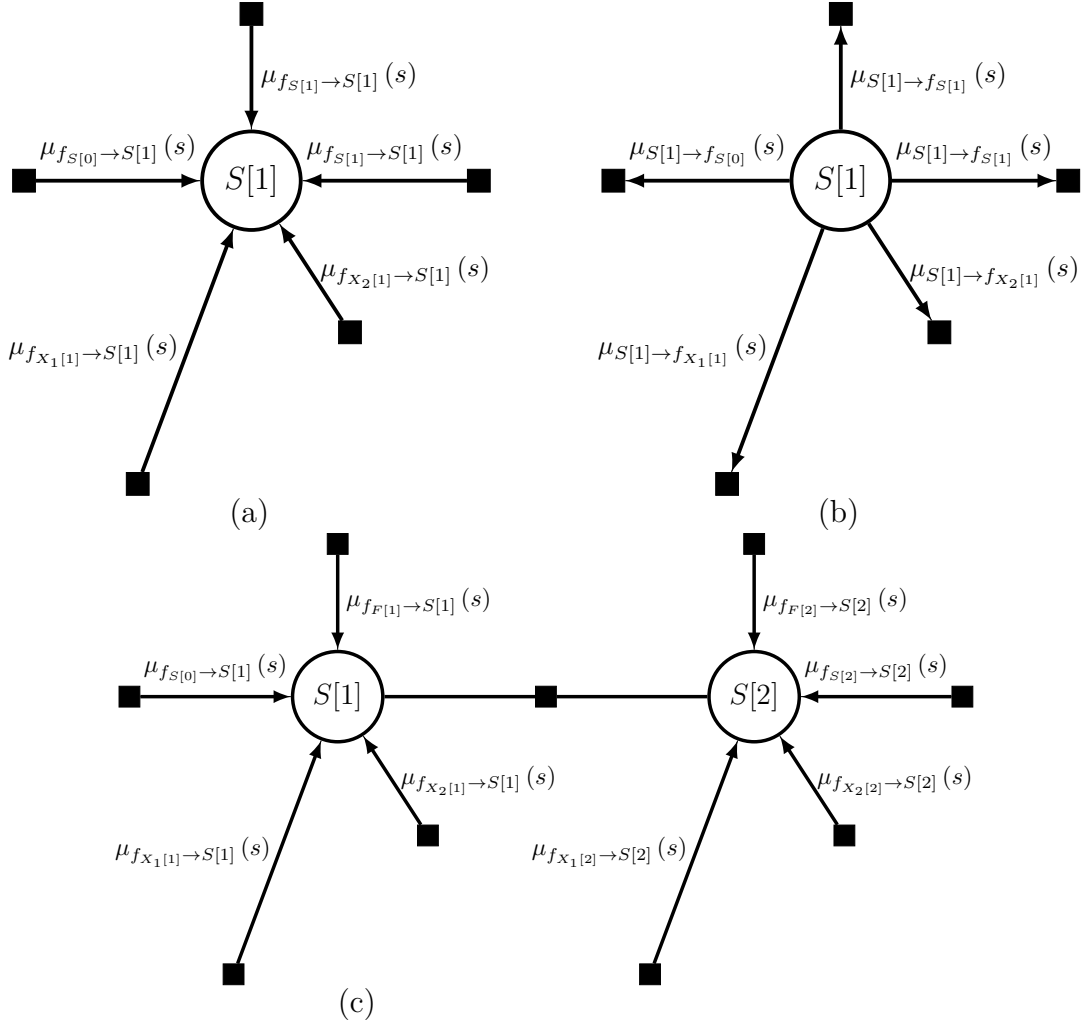 μ_{f_{S[1]}→S[1]}(s)
μ_{f_{S[0]}→S[1]}(s)
μ_{f_{S[1]}→S[1]}(s)
S[1]
μ_{f_{X_2[1]}→S[1]}(s)
μ_{f_{X_1[1]}→S[1]}(s)
(a)
μ_{S[1]→f_{S[1]}}(s)
μ_{S[1]→f_{S[0]}}(s)
μ_{S[1]→f_{S[1]}}(s)
S[1]
μ_{S[1]→f_{X_2[1]}}(s)
μ_{S[1]→f_{X_1[1]}}(s)
(b)
μ_{f_{F[1]}→S[1]}(s)
μ_{f_{F[2]}→S[2]}(s)
μ_{f_{S[0]}→S[1]}(s)
μ_{f_{S[2]}→S[2]}(s)
S[1]
S[2]
μ_{f_{X_2[1]}→S[1]}(s)
μ_{f_{X_2[2]}→S[2]}(s)
μ_{f_{X_1[1]}→S[1]}(s)
μ_{f_{X_1[2]}→S[2]}(s)
(c)